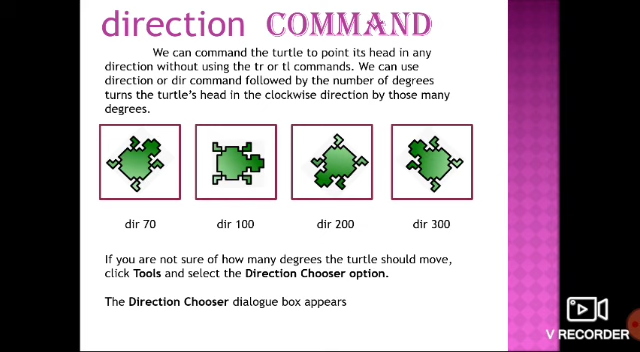 direction COMMAND
We can command the turtle to point its head in any
direction without using the tr or tl commands. We can use
direction or dir command followed by the number of degrees
turns the turtle's head in the clockwise direction by those many
degrees.
dir 70 dir 100 dir 200 dir 300
If you are not sure of how many degrees the turtle should move,
click Tools and select the Direction Chooser option.
The Direction Chooser dialogue box appears
V RECORDER